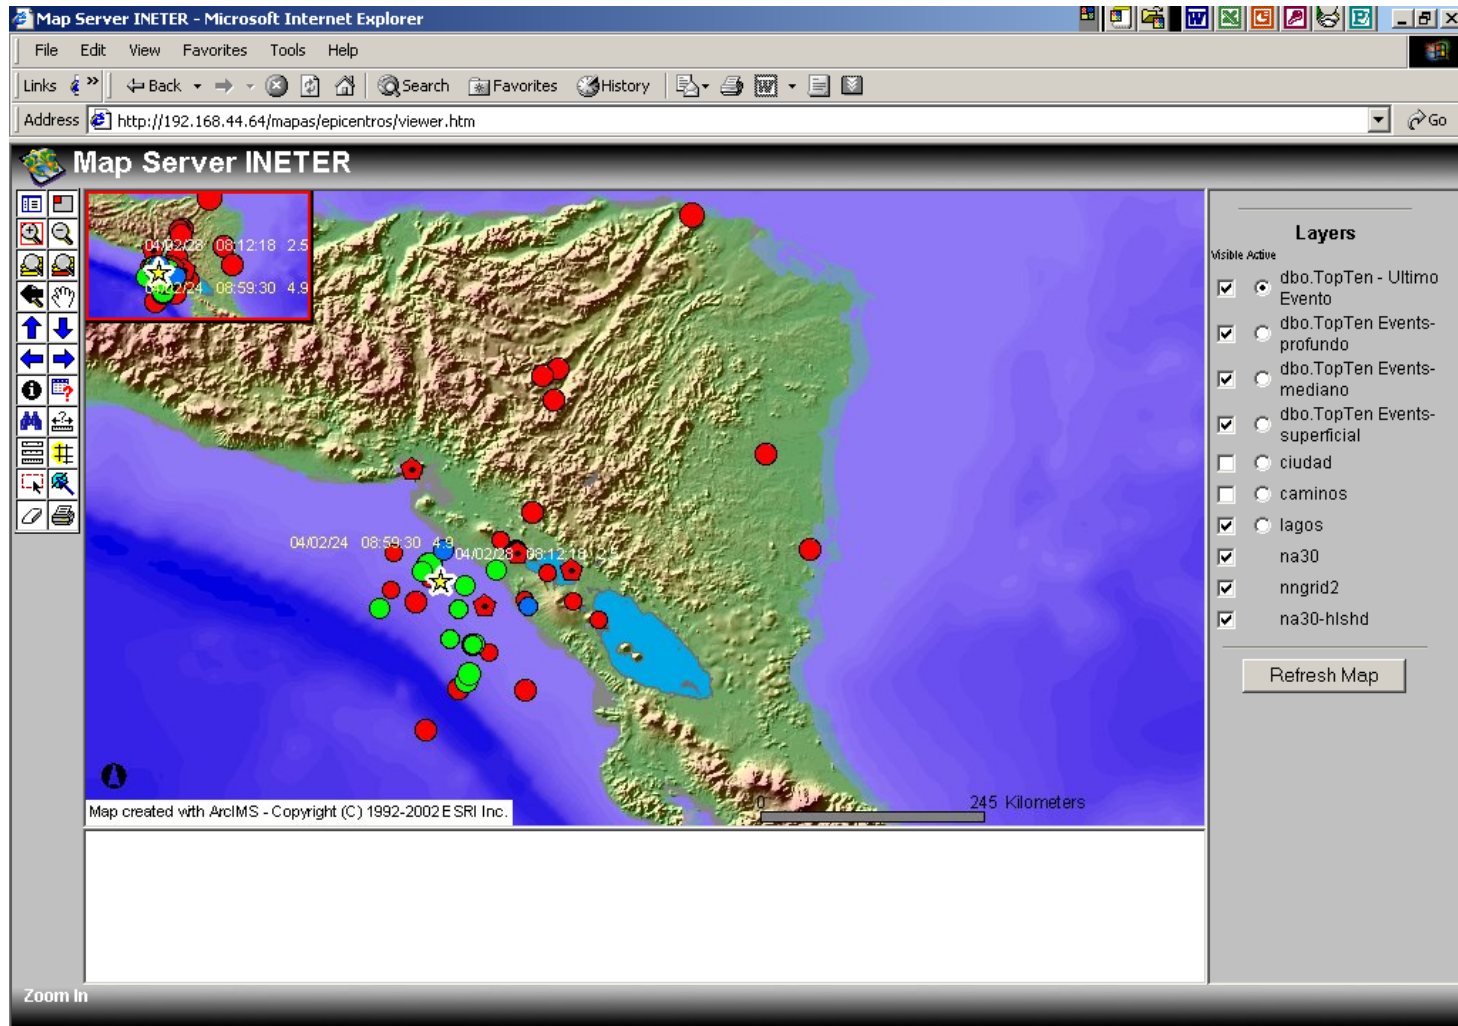 Map Server INETER - Microsoft Internet Explorer
File Edit View Favorites Tools Help
Links » Back Search Favorites History
Address http://192.168.44.64/mapas/epicentros/viewer.htm Go
Map Server INETER
04/02/28 08:12:18 2.5
04/02/24 08:59:30 4.9
04/02/24 08:59:30 4.9
04/02/28 08:12:18 2.5
0 245 Kilometers
Map created with ArcIMS - Copyright (C) 1992-2002 ESRI Inc.
Layers
Visible Active
dbo.TopTen - Ultimo
Evento
dbo.TopTen Events-
profundo
dbo.TopTen Events-
mediano
dbo.TopTen Events-
superficial
ciudad
caminos
lagos
na30
nngrid2
na30-hlshd
Refresh Map
Zoom In